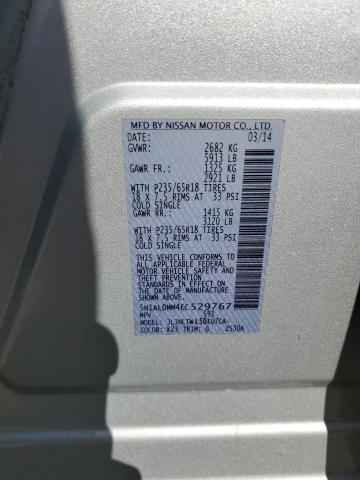 MFD BY NISSAN MOTOR CO., LTD.
DATE: 03/14
GVWR: 2682 KG
5913 LB
GAWR FR.: 1325 KG
2921 LB
WITH P235/65R18 TIRES
18 X 7.5 RIMS AT 33 PSI
COLD SINGLE
GAWR RR.: 1415 KG
3120 LB
WITH P235/65R18 TIRES
18 X 7.5 RIMS AT 33 PSI
COLD SINGLE
THIS VEHICLE CONFORMS TO ALL
APPLICABLE FEDERAL MOTOR
VEHICLE SAFETY STANDARDS
IN EFFECT ON THE DATE OF
MANUFACTURE SHOWN ABOVE.
529767
MPV 591
MODEL:
COLOR: K23 TRIM: G 2530A